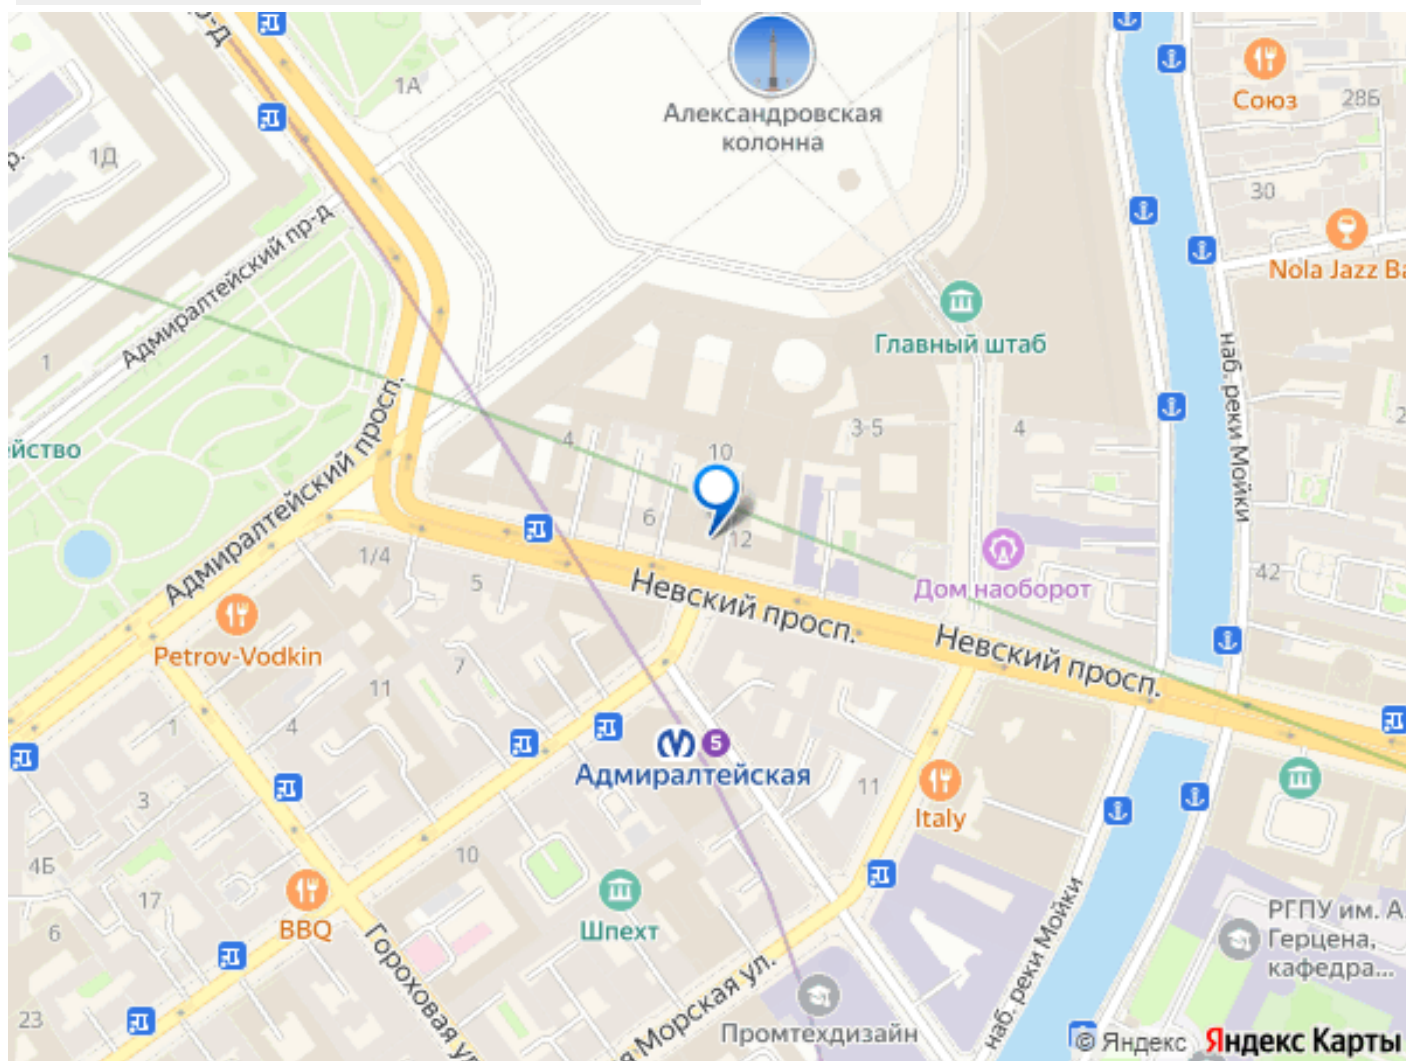 1А
Александровская
колонна
Союз
28Б
1Д
30
Адмиралтейский пр-д
Nola Jazz Ba
Главный штаб
наб. реки Мойки
1
Адмиралтейский просп.
ейство
4
10
3-5
4
2
6
12
1/4
5
Невский просп.
Дом наоборот
42
Невский просп.
Petrov-Vodkin
7
11
1
4
5
Адмиралтейская
11
Italy
3
4Б
10
17
BBQ
Шпехт
6
Гороховая ул
я Морская ул.
наб. реки Мойки
РГПУ им. А.
Герцена,
кафедра...
23
Промтехдизайн
© Яндекс Яндекс Карты